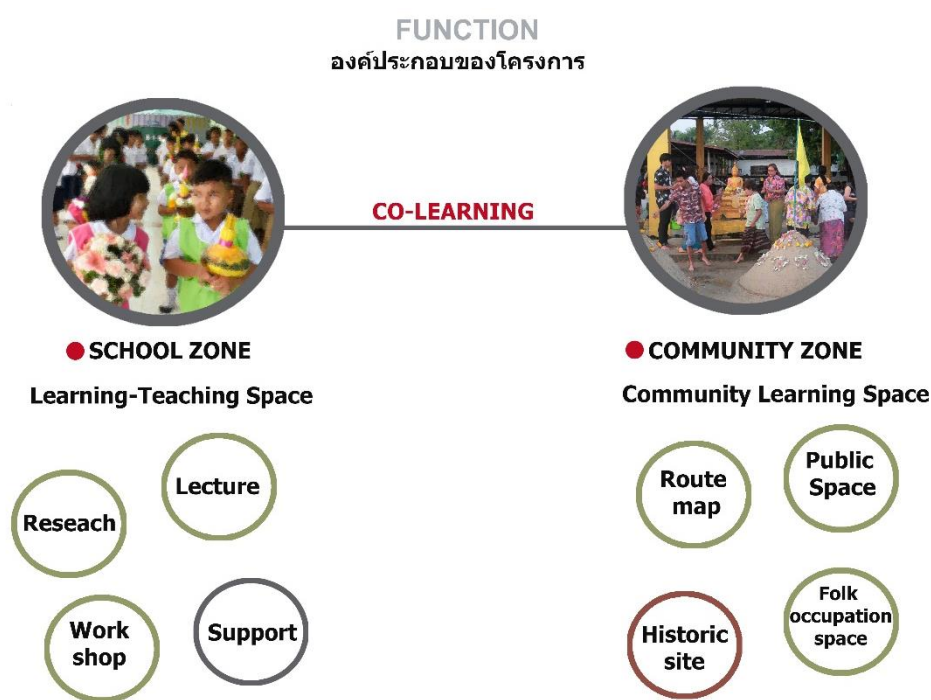 FUNCTION
องค์ประกอบของโครงการ
CO-LEARNING
SCHOOL ZONE
Learning-Teaching Space
Reseach
Lecture
Work
shop
Support
COMMUNITY ZONE
Community Learning Space
Route
map
Public
Space
Historic
site
Folk
occupation
space